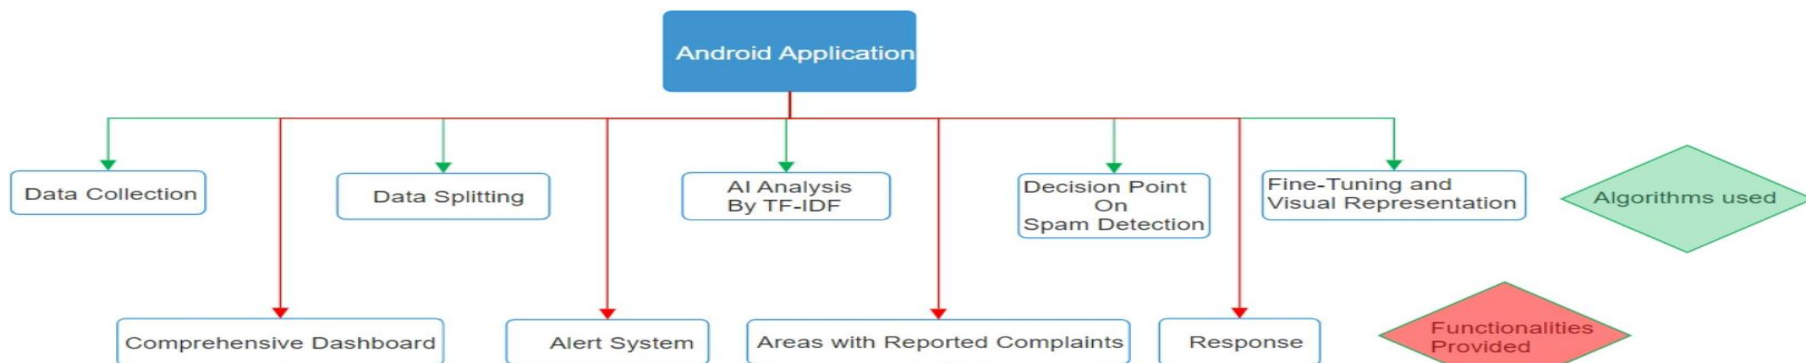 Android Application
Data Collection
Data Splitting
AI Analysis
By TF-IDF
Decision Point
On
Spam Detection
Fine-Tuning and
Visual Representation
Algorithms used
Comprehensive Dashboard
Alert System
Areas with Reported Complaints
Response
Functionalities
Provided